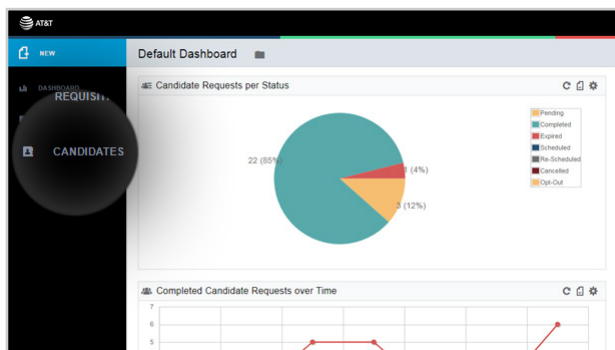 AT&T
NEW
Default Dashboard
DASHBOARD
REQUISIT
CANDIDATES
Candidate Requests per Status
22 (85%)
1 (4%)
3 (12%)
Pending
Completed
Expired
Scheduled
Re-Scheduled
Cancelled
Opt-Out
Completed Candidate Requests over Time
7
6
5